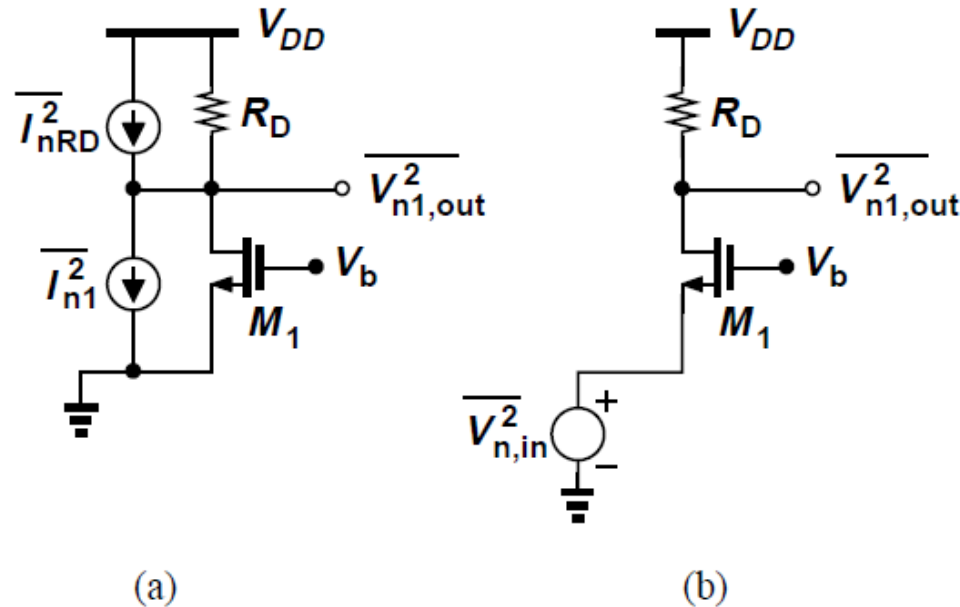 V_DD
I²_nRD
R_D
V²_n1,out
I²_n1
V_b
M_1
(a)
V_DD
R_D
V²_n1,out
V_b
M_1
V²_n,in
+
−
(b)